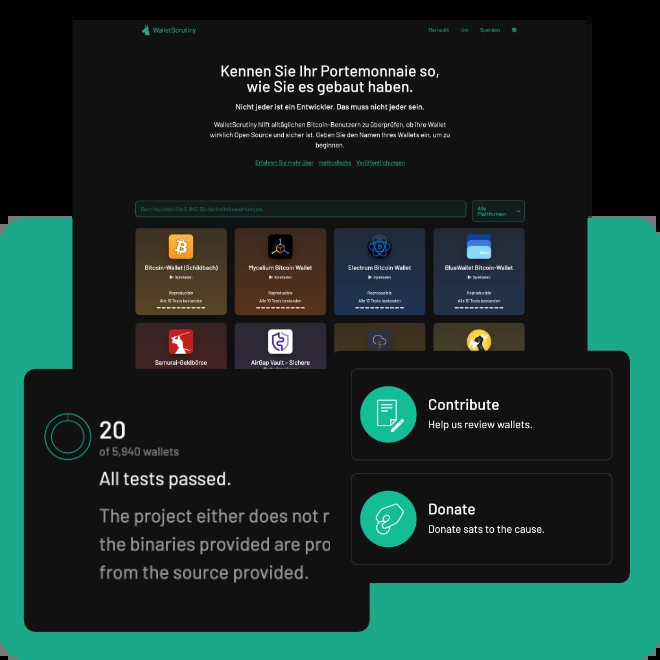 WalletScrutiny
Methodik Um Spenden
Kennen Sie Ihr Portemonnaie so,
wie Sie es gebaut haben.
Nicht jeder ist ein Entwickler. Das muss nicht jeder sein.
WalletScrutiny hilft alltäglichen Bitcoin-Benutzern zu überprüfen, ob ihre Wallet
wirklich Open Source und sicher ist. Geben Sie den Namen Ihres Wallets ein, um zu
beginnen.
Erfahren Sie mehr über methodische Veröffentlichungen
Durchsuchen Sie 5.940 Sicherheitsbewertungen...
Alle
Plattformen
Bitcoin-Wallet (Schildbach)
Spielladen
Reproducible
Alle 10 Tests bestanden
Mycelium Bitcoin Wallet
Spielladen
Reproducible
Alle 10 Tests bestanden
Electrum Bitcoin Wallet
Spielladen
Reproducible
Alle 10 Tests bestanden
BlueWallet Bitcoin-Wallet
Spielladen
Reproducible
Alle 10 Tests bestanden
Samurai-Geldbörse
AirGap Vault - Sichere
20
of 5,940 wallets
All tests passed.
The project either does not r
the binaries provided are pro
from the source provided.
Contribute
Help us review wallets.
Donate
Donate sats to the cause.